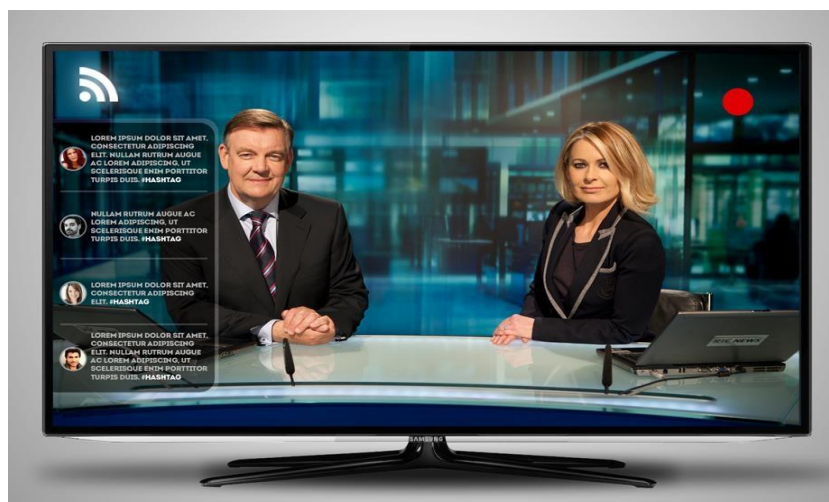 LOREM IPSUM DOLOR SIT AMET,
CONSECTETUR ADIPISCING
ELIT. NULLAM RUTRUM AUGUE
AC LOREM ADIPISCING, UT
SCELERISQUE ENIM PORTTITOR
TURPIS DUIS. #HASHTAG
NULLAM RUTRUM AUGUE AC
LOREM ADIPISCING, UT
SCELERISQUE ENIM PORTTITOR
TURPIS DUIS. #HASHTAG
LOREM IPSUM DOLOR SIT AMET,
CONSECTETUR ADIPISCING
ELIT. #HASHTAG
LOREM IPSUM DOLOR SIT AMET,
CONSECTETUR ADIPISCING
ELIT. NULLAM RUTRUM AUGUE
AC LOREM ADIPISCING, UT
SCELERISQUE ENIM PORTTITOR
TURPIS DUIS. #HASHTAG
NEWS
SAMSUNG